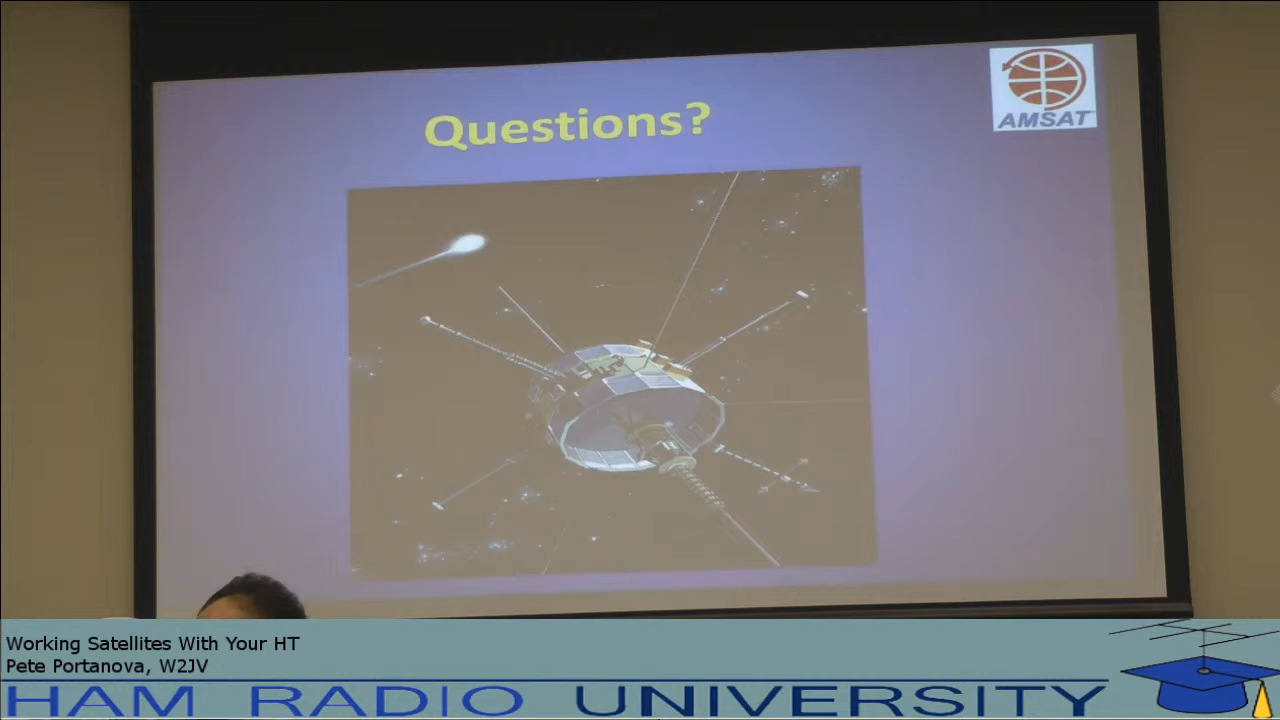 Questions?
AMSAT
Working Satellites With Your HT
Pete Portanova, W2JV
HAM RADIO UNIVERSITY